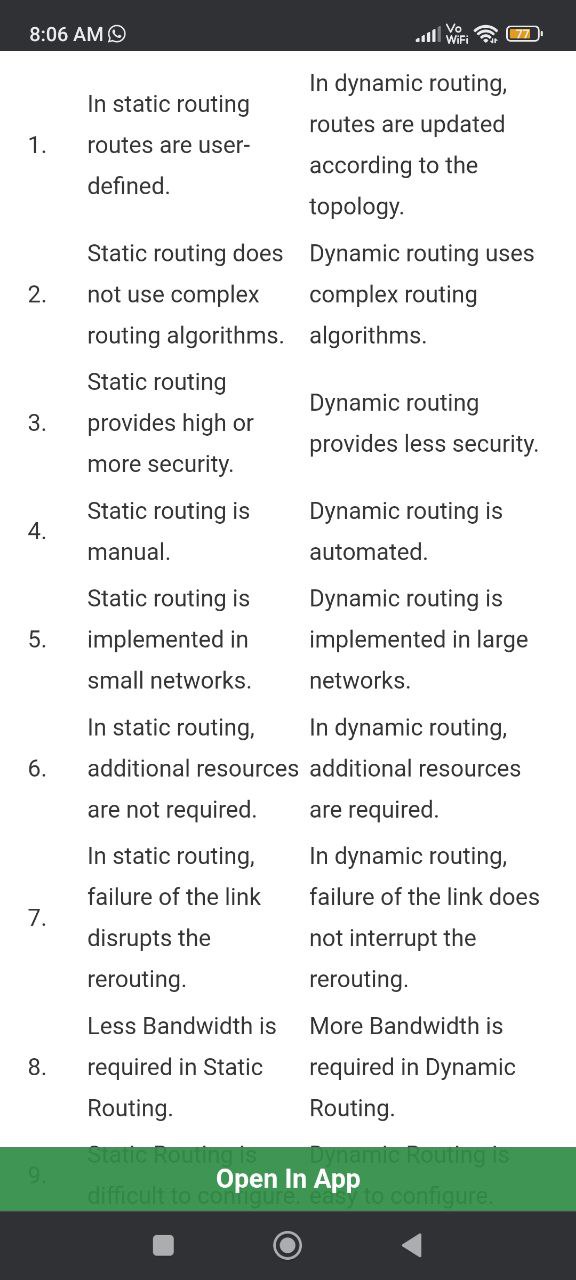 8:06 AM
Vo
WiFi
77
1.
In static routing
routes are user-
defined.
In dynamic routing,
routes are updated
according to the
topology.
2.
Static routing does
not use complex
routing algorithms.
Dynamic routing uses
complex routing
algorithms.
3.
Static routing
provides high or
more security.
Dynamic routing
provides less security.
4.
Static routing is
manual.
Dynamic routing is
automated.
5.
Static routing is
implemented in
small networks.
Dynamic routing is
implemented in large
networks.
6.
In static routing,
additional resources
are not required.
In dynamic routing,
additional resources
are required.
7.
In static routing,
failure of the link
disrupts the
rerouting.
In dynamic routing,
failure of the link does
not interrupt the
rerouting.
8.
Less Bandwidth is
required in Static
Routing.
More Bandwidth is
required in Dynamic
Routing.
9.
Static Routing is
difficult to configure.
Dynamic Routing is
easy to configure.
Open In App